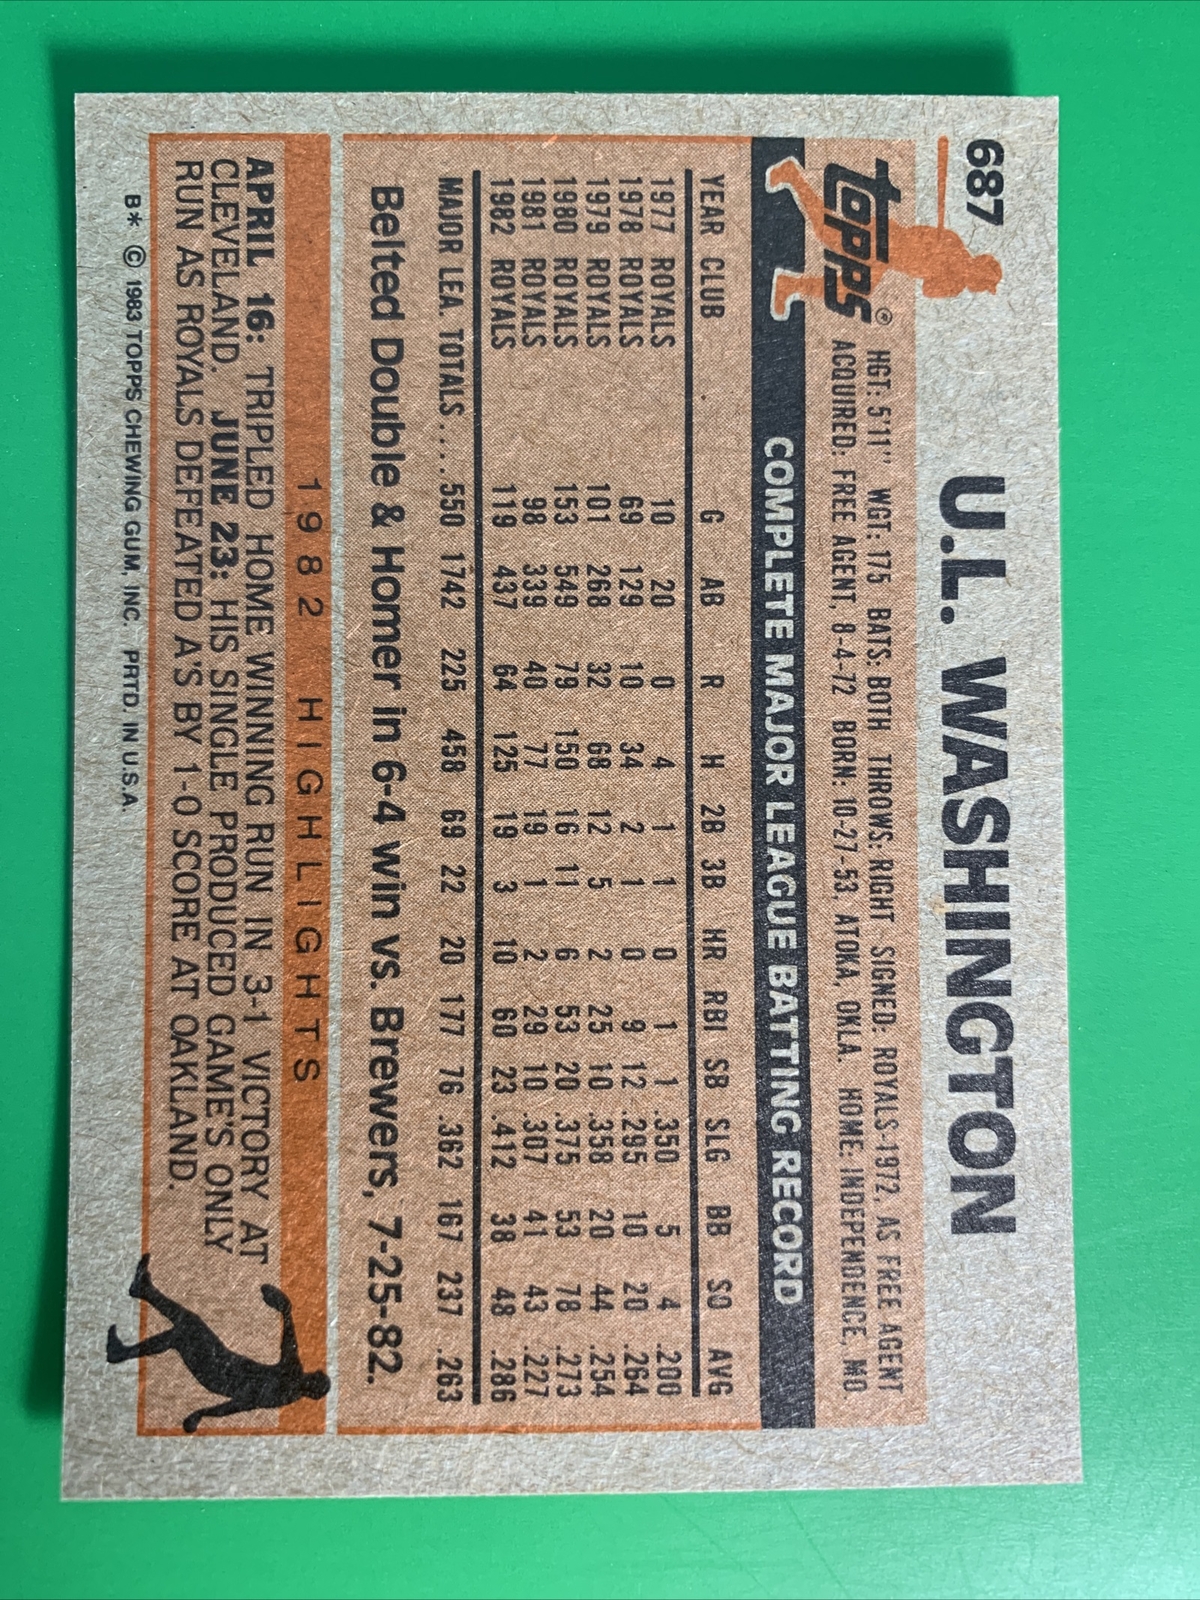 687
U.L. WASHINGTON
TOPPS®
HGT: 5'11" WGT: 175 BATS: BOTH THROWS: RIGHT SIGNED: ROYALS-1972, AS FREE AGENT
ACQUIRED: FREE AGENT, 8-4-72 BORN: 10-27-53, ATOKA, OKLA. HOME: INDEPENDENCE, MO
COMPLETE MAJOR LEAGUE BATTING RECORD
YEAR CLUB G AB R H 2B 3B HR RBI SB SLG BB SO AVG
1977 ROYALS 10 20 0 4 1 1 0 1 1 .350 5 4 .200
1978 ROYALS 69 129 10 34 2 1 0 9 12 .295 10 20 .264
1979 ROYALS 101 268 32 68 12 5 2 25 10 .358 20 44 .254
1980 ROYALS 153 549 79 150 16 11 6 53 20 .375 53 78 .273
1981 ROYALS 98 339 40 77 19 1 2 29 10 .307 41 43 .227
1982 ROYALS 119 437 64 125 19 3 10 60 23 .412 38 48 .286
MAJOR LEA. TOTALS.... 550 1742 225 458 69 22 20 177 76 .362 167 237 .263
Belted Double & Homer in 6-4 win vs. Brewers, 7-25-82.
1982 HIGHLIGHTS
APRIL 16: TRIPLED HOME WINNING RUN IN 3-1 VICTORY AT
CLEVELAND. JUNE 23: HIS SINGLE PRODUCED GAME'S ONLY
RUN AS ROYALS DEFEATED A'S BY 1-0 SCORE AT OAKLAND.
B* © 1983 TOPPS CHEWING GUM, INC. PRTD. IN U.S.A